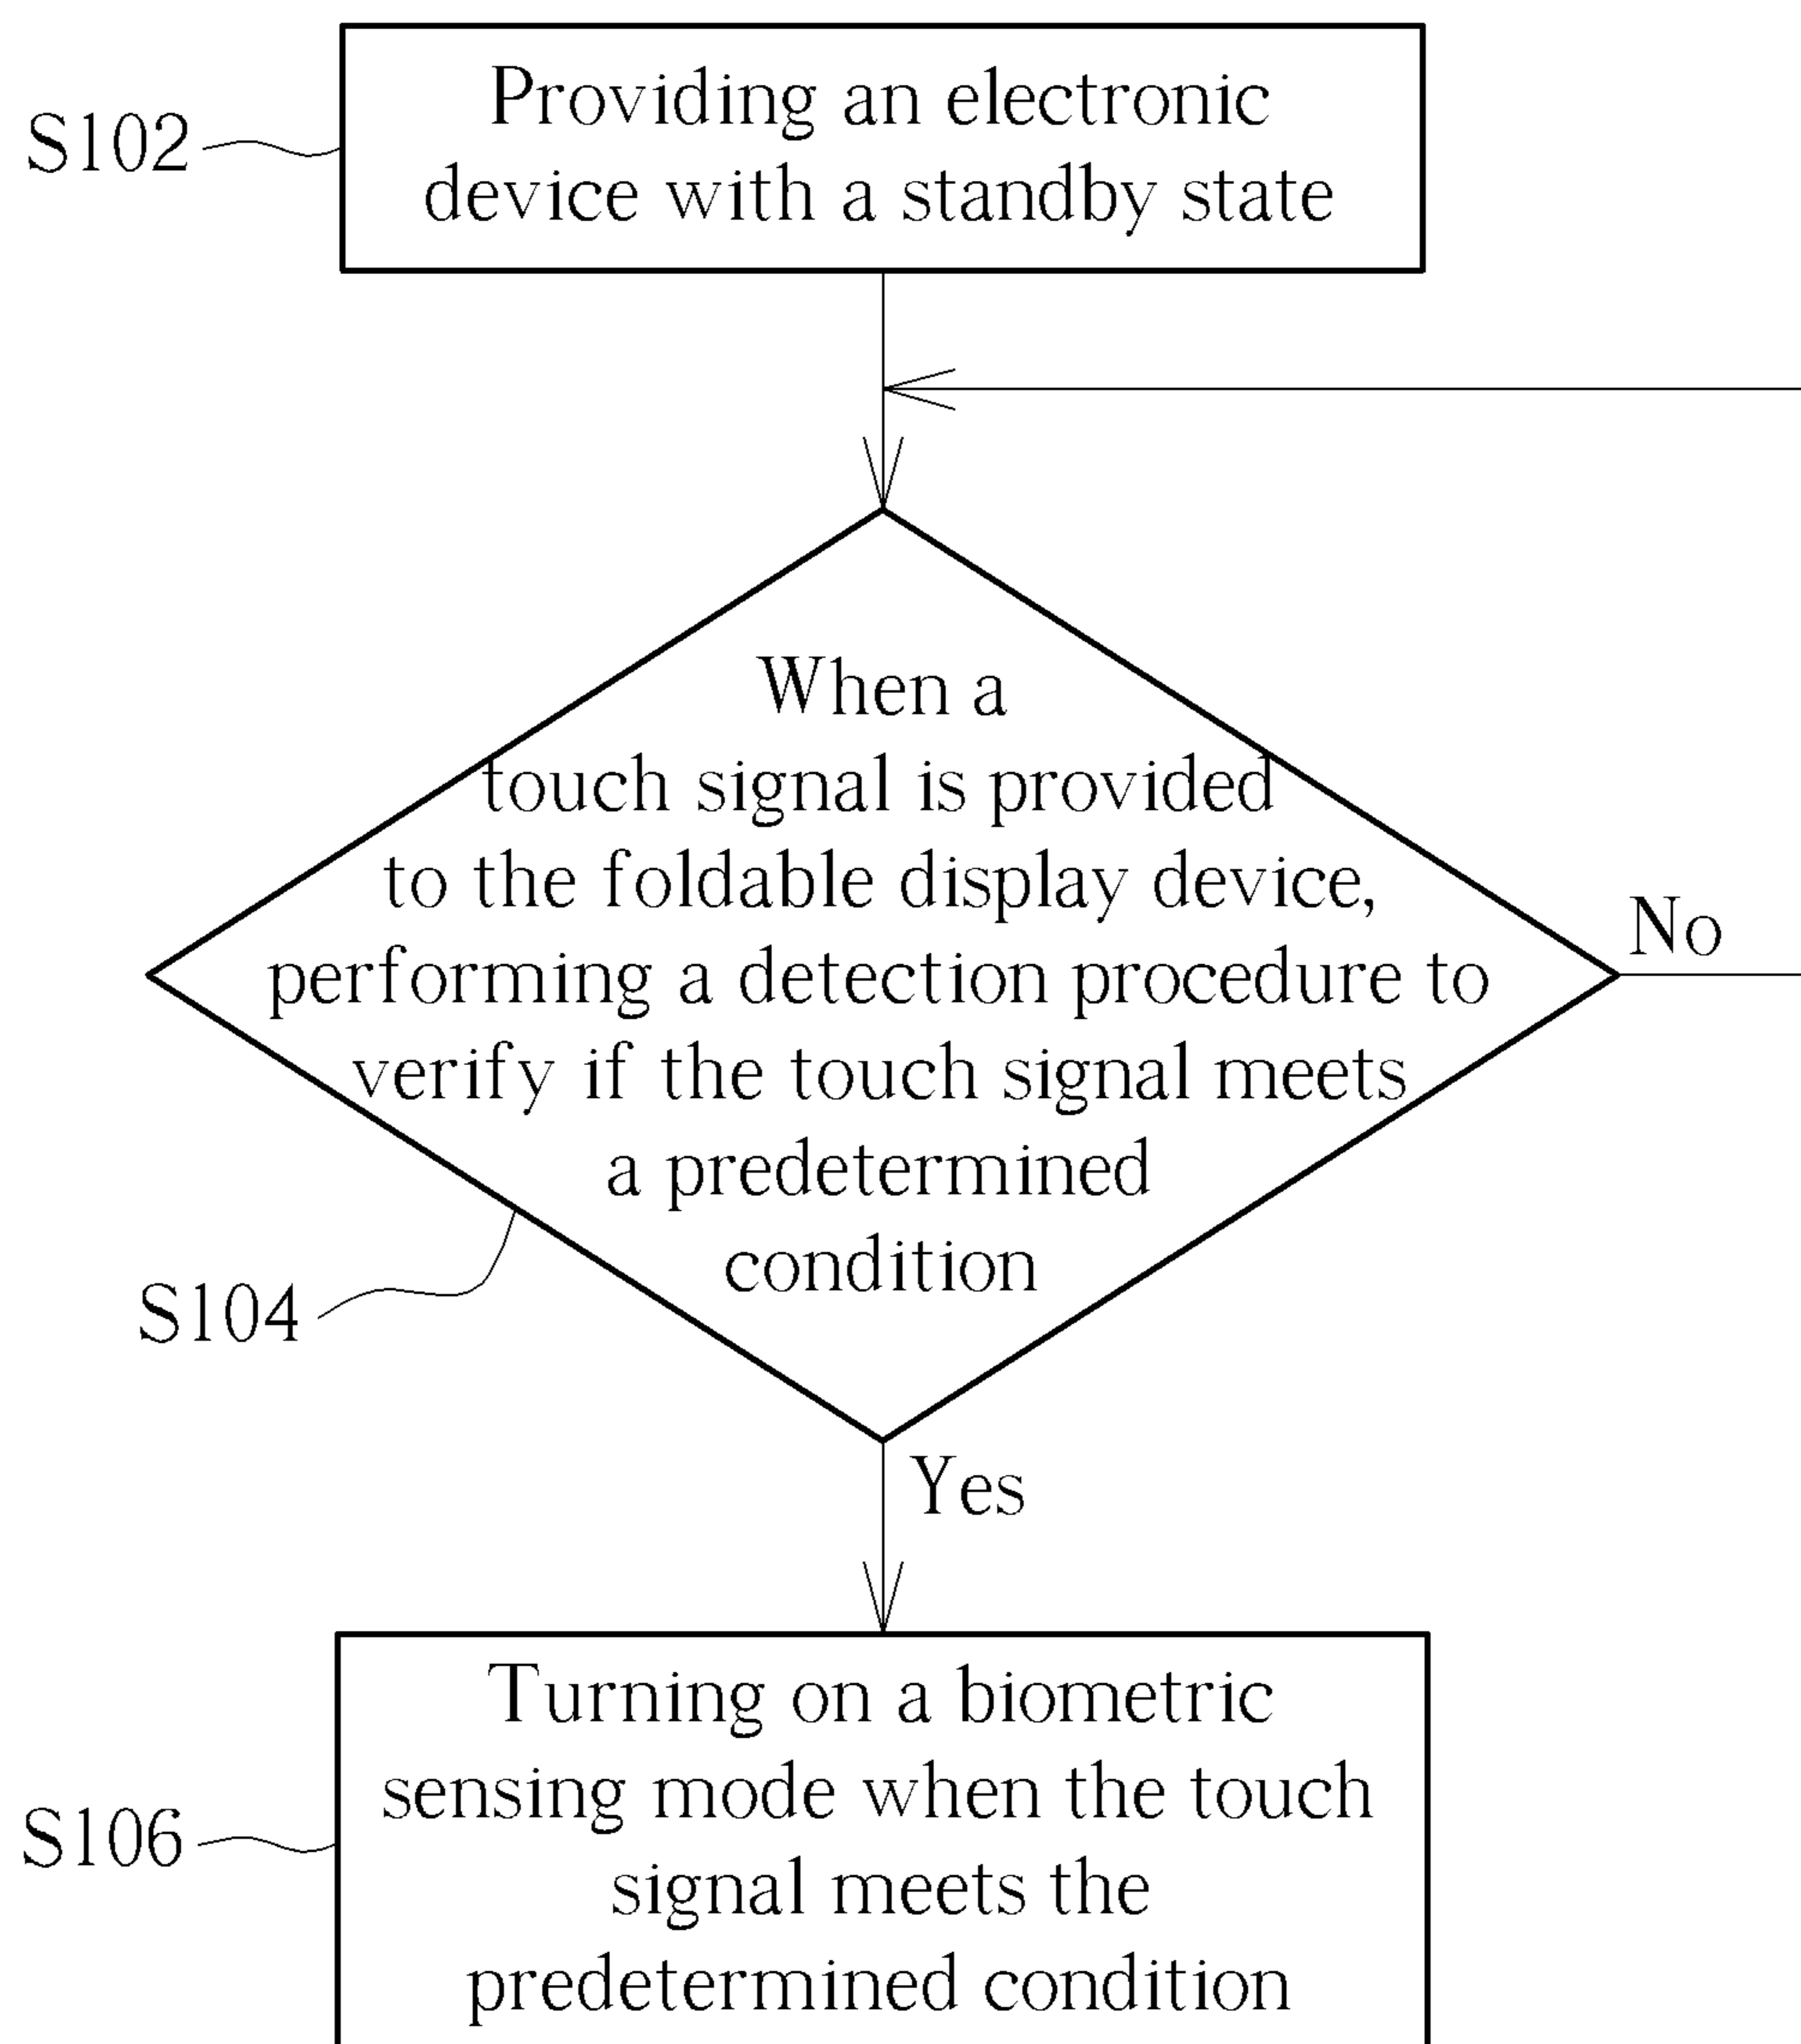 S102
Providing an electronic
device with a standby state
When a
touch signal is provided
to the foldable display device,
performing a detection procedure to
verify if the touch signal meets
a predetermined
condition
No
S104
Yes
S106
Turning on a biometric
sensing mode when the touch
signal meets the
predetermined condition